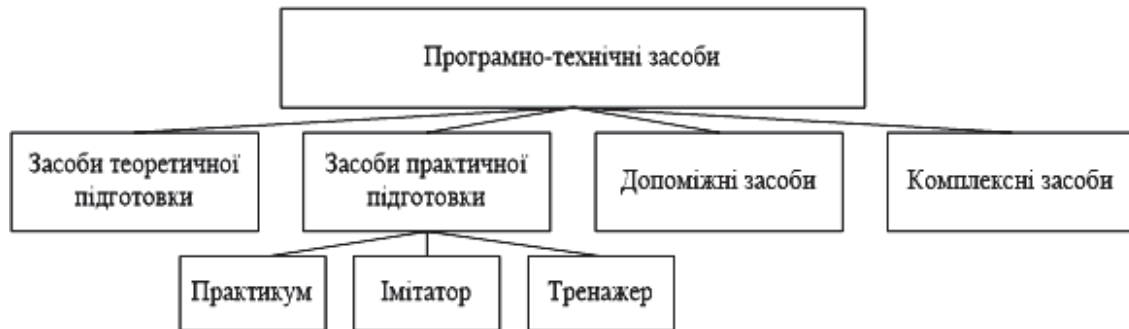 Програмно-технічні засоби
Засоби теоретичної
підготовки
Засоби практичної
підготовки
Допоміжні засоби
Комплексні засоби
Практикум
Імітатор
Тренажер